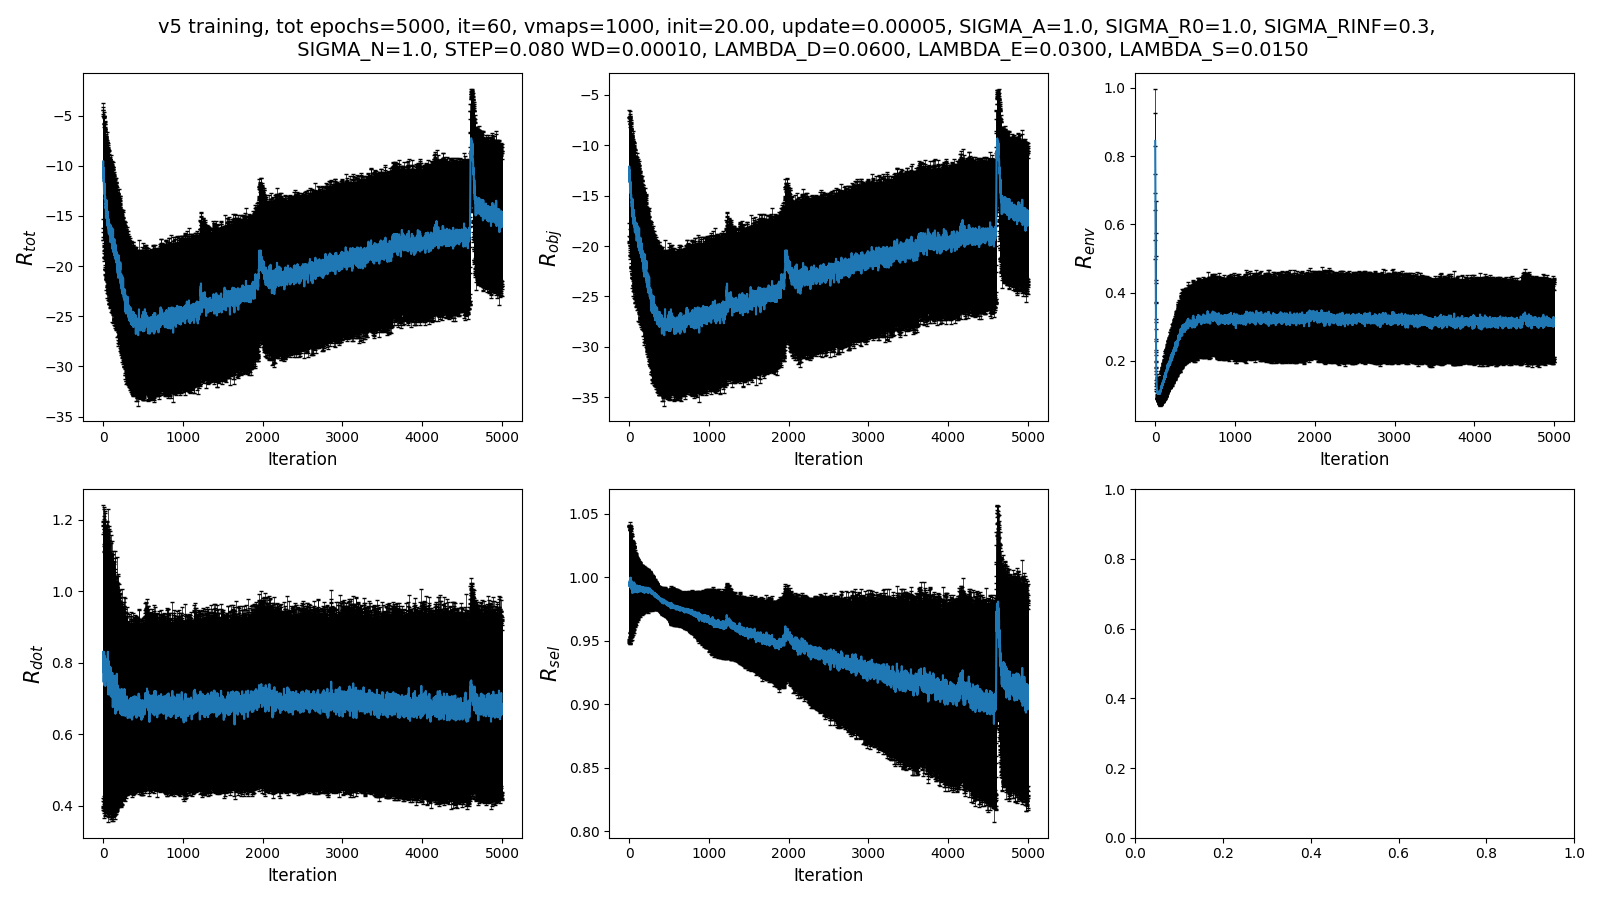 v5 training, tot epochs=5000, it=60, vmaps=1000, init=20.00, update=0.00005, SIGMA_A=1.0, SIGMA_R0=1.0, SIGMA_RINF=0.3,
SIGMA_N=1.0, STEP=0.080 WD=0.00010, LAMBDA_D=0.0600, LAMBDA_E=0.0300, LAMBDA_S=0.0150
R_tot
−5
−10
−15
−20
−25
−30
−35
0 1000 2000 3000 4000 5000
Iteration
R_obj
−5
−10
−15
−20
−25
−30
−35
0 1000 2000 3000 4000 5000
Iteration
R_env
1.0
0.8
0.6
0.4
0.2
0 1000 2000 3000 4000 5000
Iteration
R_dot
1.2
1.0
0.8
0.6
0.4
0 1000 2000 3000 4000 5000
Iteration
R_sel
1.05
1.00
0.95
0.90
0.85
0.80
0 1000 2000 3000 4000 5000
Iteration
1.0
0.8
0.6
0.4
0.2
0.0
0.0 0.2 0.4 0.6 0.8 1.0